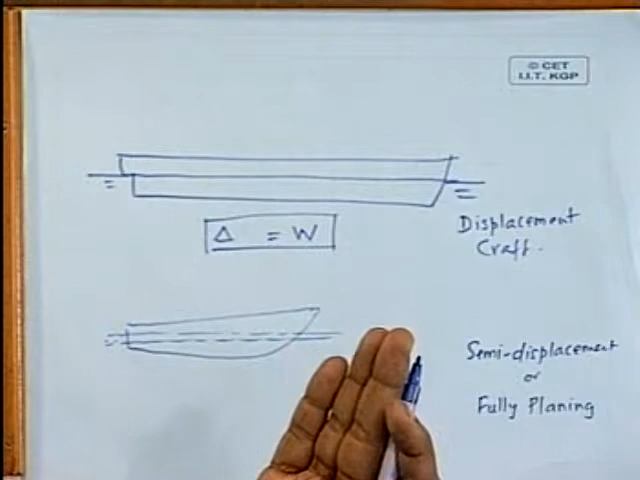 © CET
I.I.T. KGP
Displacement
Craft.
Δ = W
Semi-displacement
or
Fully Planing